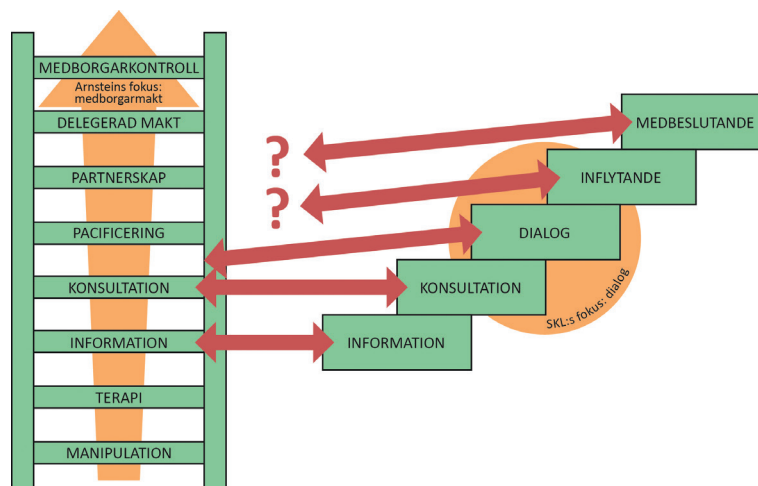 MEDBORGARKONTROLL
Arnsteins fokus:
medborgarmakt
DELEGERAD MAKT
PARTNERSKAP
PACIFICERING
KONSULTATION
INFORMATION
TERAPI
MANIPULATION
?
?
MEDBESLUTANDE
INFLYTANDE
DIALOG
KONSULTATION
INFORMATION
SKL:s fokus: dialog